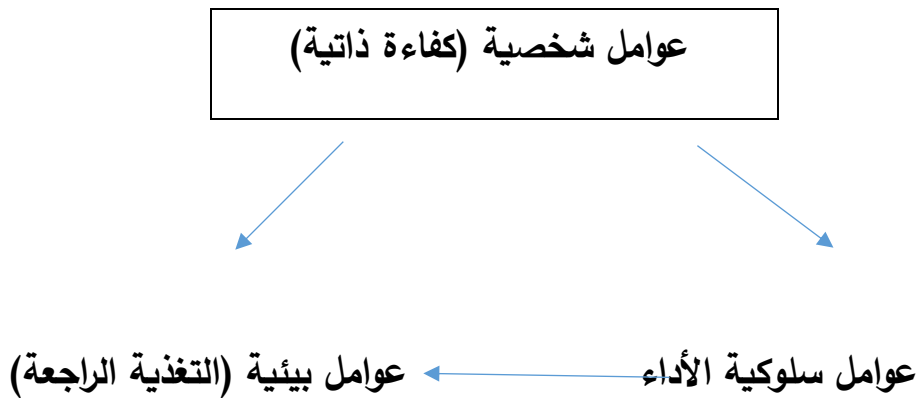 عوامل شخصية (كفاءة ذاتية)
عوامل سلوكية الأداء
عوامل بيئية (التغذية الراجعة)